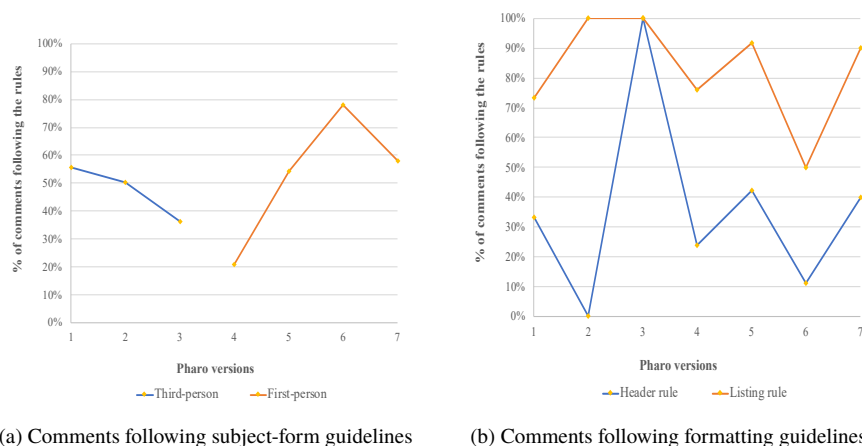 100%
90%
80%
70%
60%
50%
40%
30%
20%
10%
0%
% of comments following the rules
1 2 3 4 5 6 7
Pharo versions
Third-person First-person
(a) Comments following subject-form guidelines
100%
90%
80%
70%
60%
50%
40%
30%
20%
10%
0%
% of comments following the rules
1 2 3 4 5 6 7
Pharo versions
Header rule Listing rule
(b) Comments following formatting guidelines